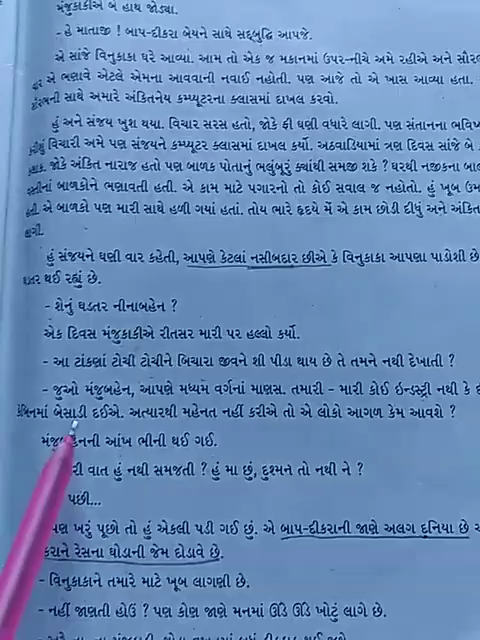 મંજુકાકીએ બે હાથ જોડ્યા.
- હે માતાજી ! બાપ-દીકરા બેયને સાથે સદ્‌બુદ્ધિ આપજે.
એ સાંજે વિનુકાકા ઘરે આવ્યા. આમ તો એક જ મકાનમાં ઉપર-નીચે અમે રહીએ અને સૌરભ
એ ભણાવે એટલે એમના આવવાની નવાઈ નહોતી. પણ આજે તો એ ખાસ આવ્યા હતા.
સાથે અમારે અંકિતનેય કમ્પ્યૂટરના ક્લાસમાં દાખલ કરવો.
હું અને સંજય ખુશ થયા. વિચાર સરસ હતો, જોકે ફી ઘણી વધારે લાગી. પણ સંતાનના
વિચારી અમે પણ સંજયને કમ્પ્યૂટર ક્લાસમાં દાખલ કર્યો. અઠવાડિયામાં ત્રણ દિવસ સાંજે બે
જોકે અંકિત નારાજ હતો પણ બાળક પોતાનું ભલુંબૂરું ક્યાંથી સમજી શકે ? ઘરથી નજીકના
બાળકોને ભણાવતી હતી. એ કામ માટે પગારનો તો કોઈ સવાલ જ નહોતો. હું ખૂબ
એ બાળકો પણ મારી સાથે હળી ગયાં હતાં. તોય ભારે હૃદયે મેં એ કામ છોડી દીધું અને
લાગી.
હું સંજયને ઘણી વાર કહેતી, આપણે કેટલાં નસીબદાર છીએ કે વિનુકાકા આપણા પાડોશી છે
ઘડતર થઈ રહ્યું છે.
- શેનું ઘડતર નીનાબહેન ?
એક દિવસ મંજુકાકીએ રીતસર મારી પર હલ્લો કર્યો.
- આ ટાંકણાં ટોચી ટોચીને બિચારા જીવને શી પીડા થાય છે તે તમને નથી દેખાતી ?
- જુઓ મંજુબહેન, આપણે મધ્યમ વર્ગનાં માણસ. તમારી - મારી કોઈ ઇન્ડસ્ટ્રી નથી કે
કેબિનમાં બેસાડી દઈએ. અત્યારથી મહેનત નહીં કરીએ તો એ લોકો આગળ કેમ આવશે ?
આંખ ભીની થઈ ગઈ.
વાત હું નથી સમજતી ? હું મા છું, દુશ્મન તો નથી ને ?
પછી...
પણ ખરું પૂછો તો હું એકલી પડી ગઈ છું. એ બાપ-દીકરાની જાણે અલગ દુનિયા છે
રેસના ઘોડાની જેમ દોડાવે છે.
- વિનુકાકાને તમારે માટે ખૂબ લાગણી છે.
- નહીં જાણતી હોઉં ? પણ કોણ જાણે મનમાં ઊંડે ઊંડે ખોટું લાગે છે.